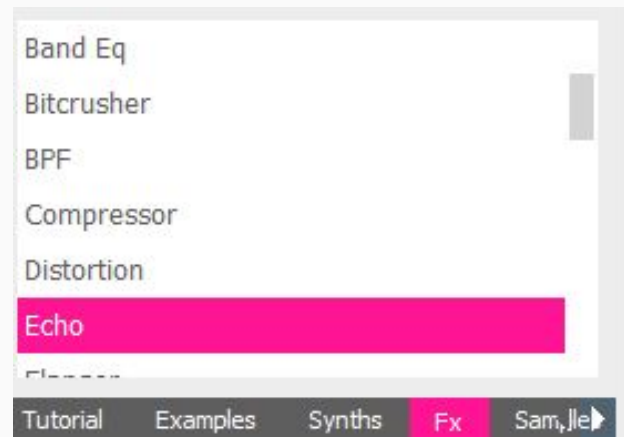 Band Eq
Bitcrusher
BPF
Compressor
Distortion
Echo
Tutorial Examples Synths Fx